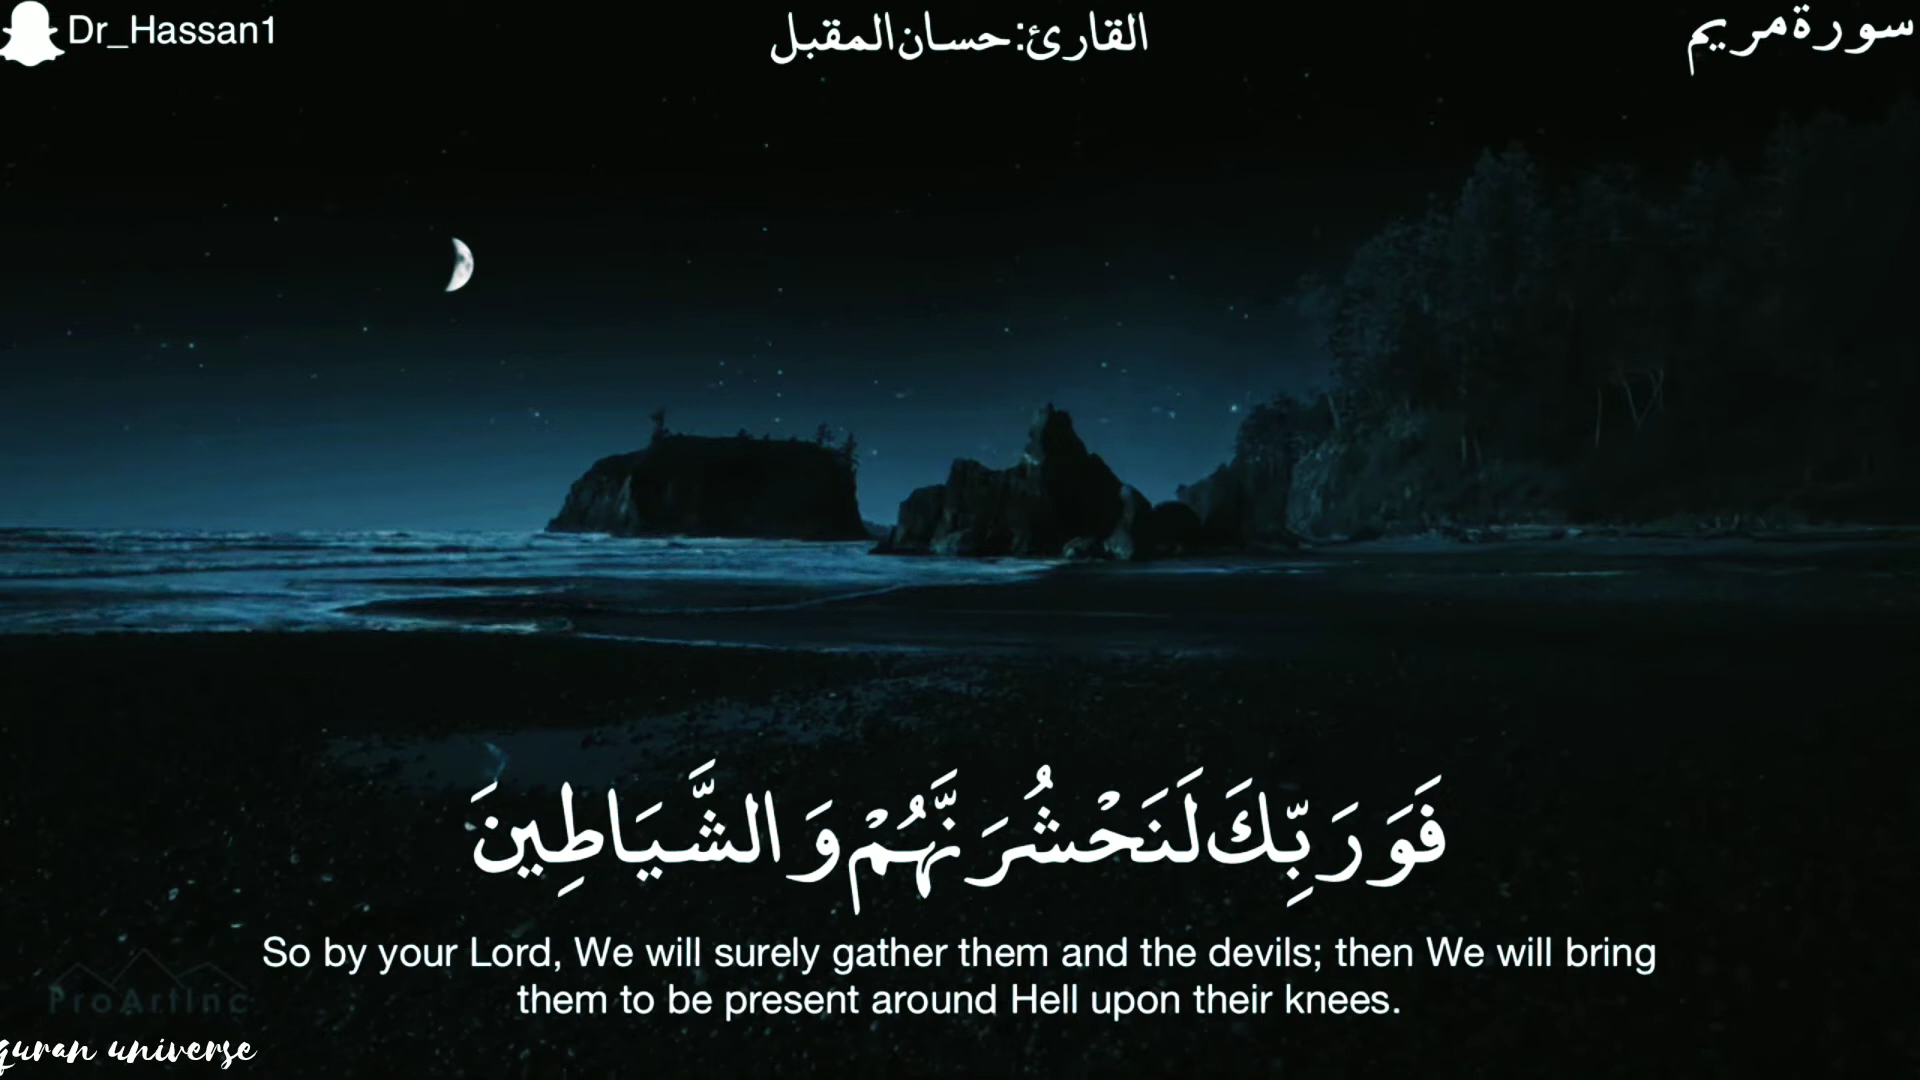 Dr_Hassan1
القارئ: حسان المقبل
سورة مريم
فَوَرَبِّكَ لَنَحْشُرَنَّهُمْ وَالشَّيَاطِينَ
So by your Lord, We will surely gather them and the devils; then We will bring
them to be present around Hell upon their knees.
ProArtInc
quran universe